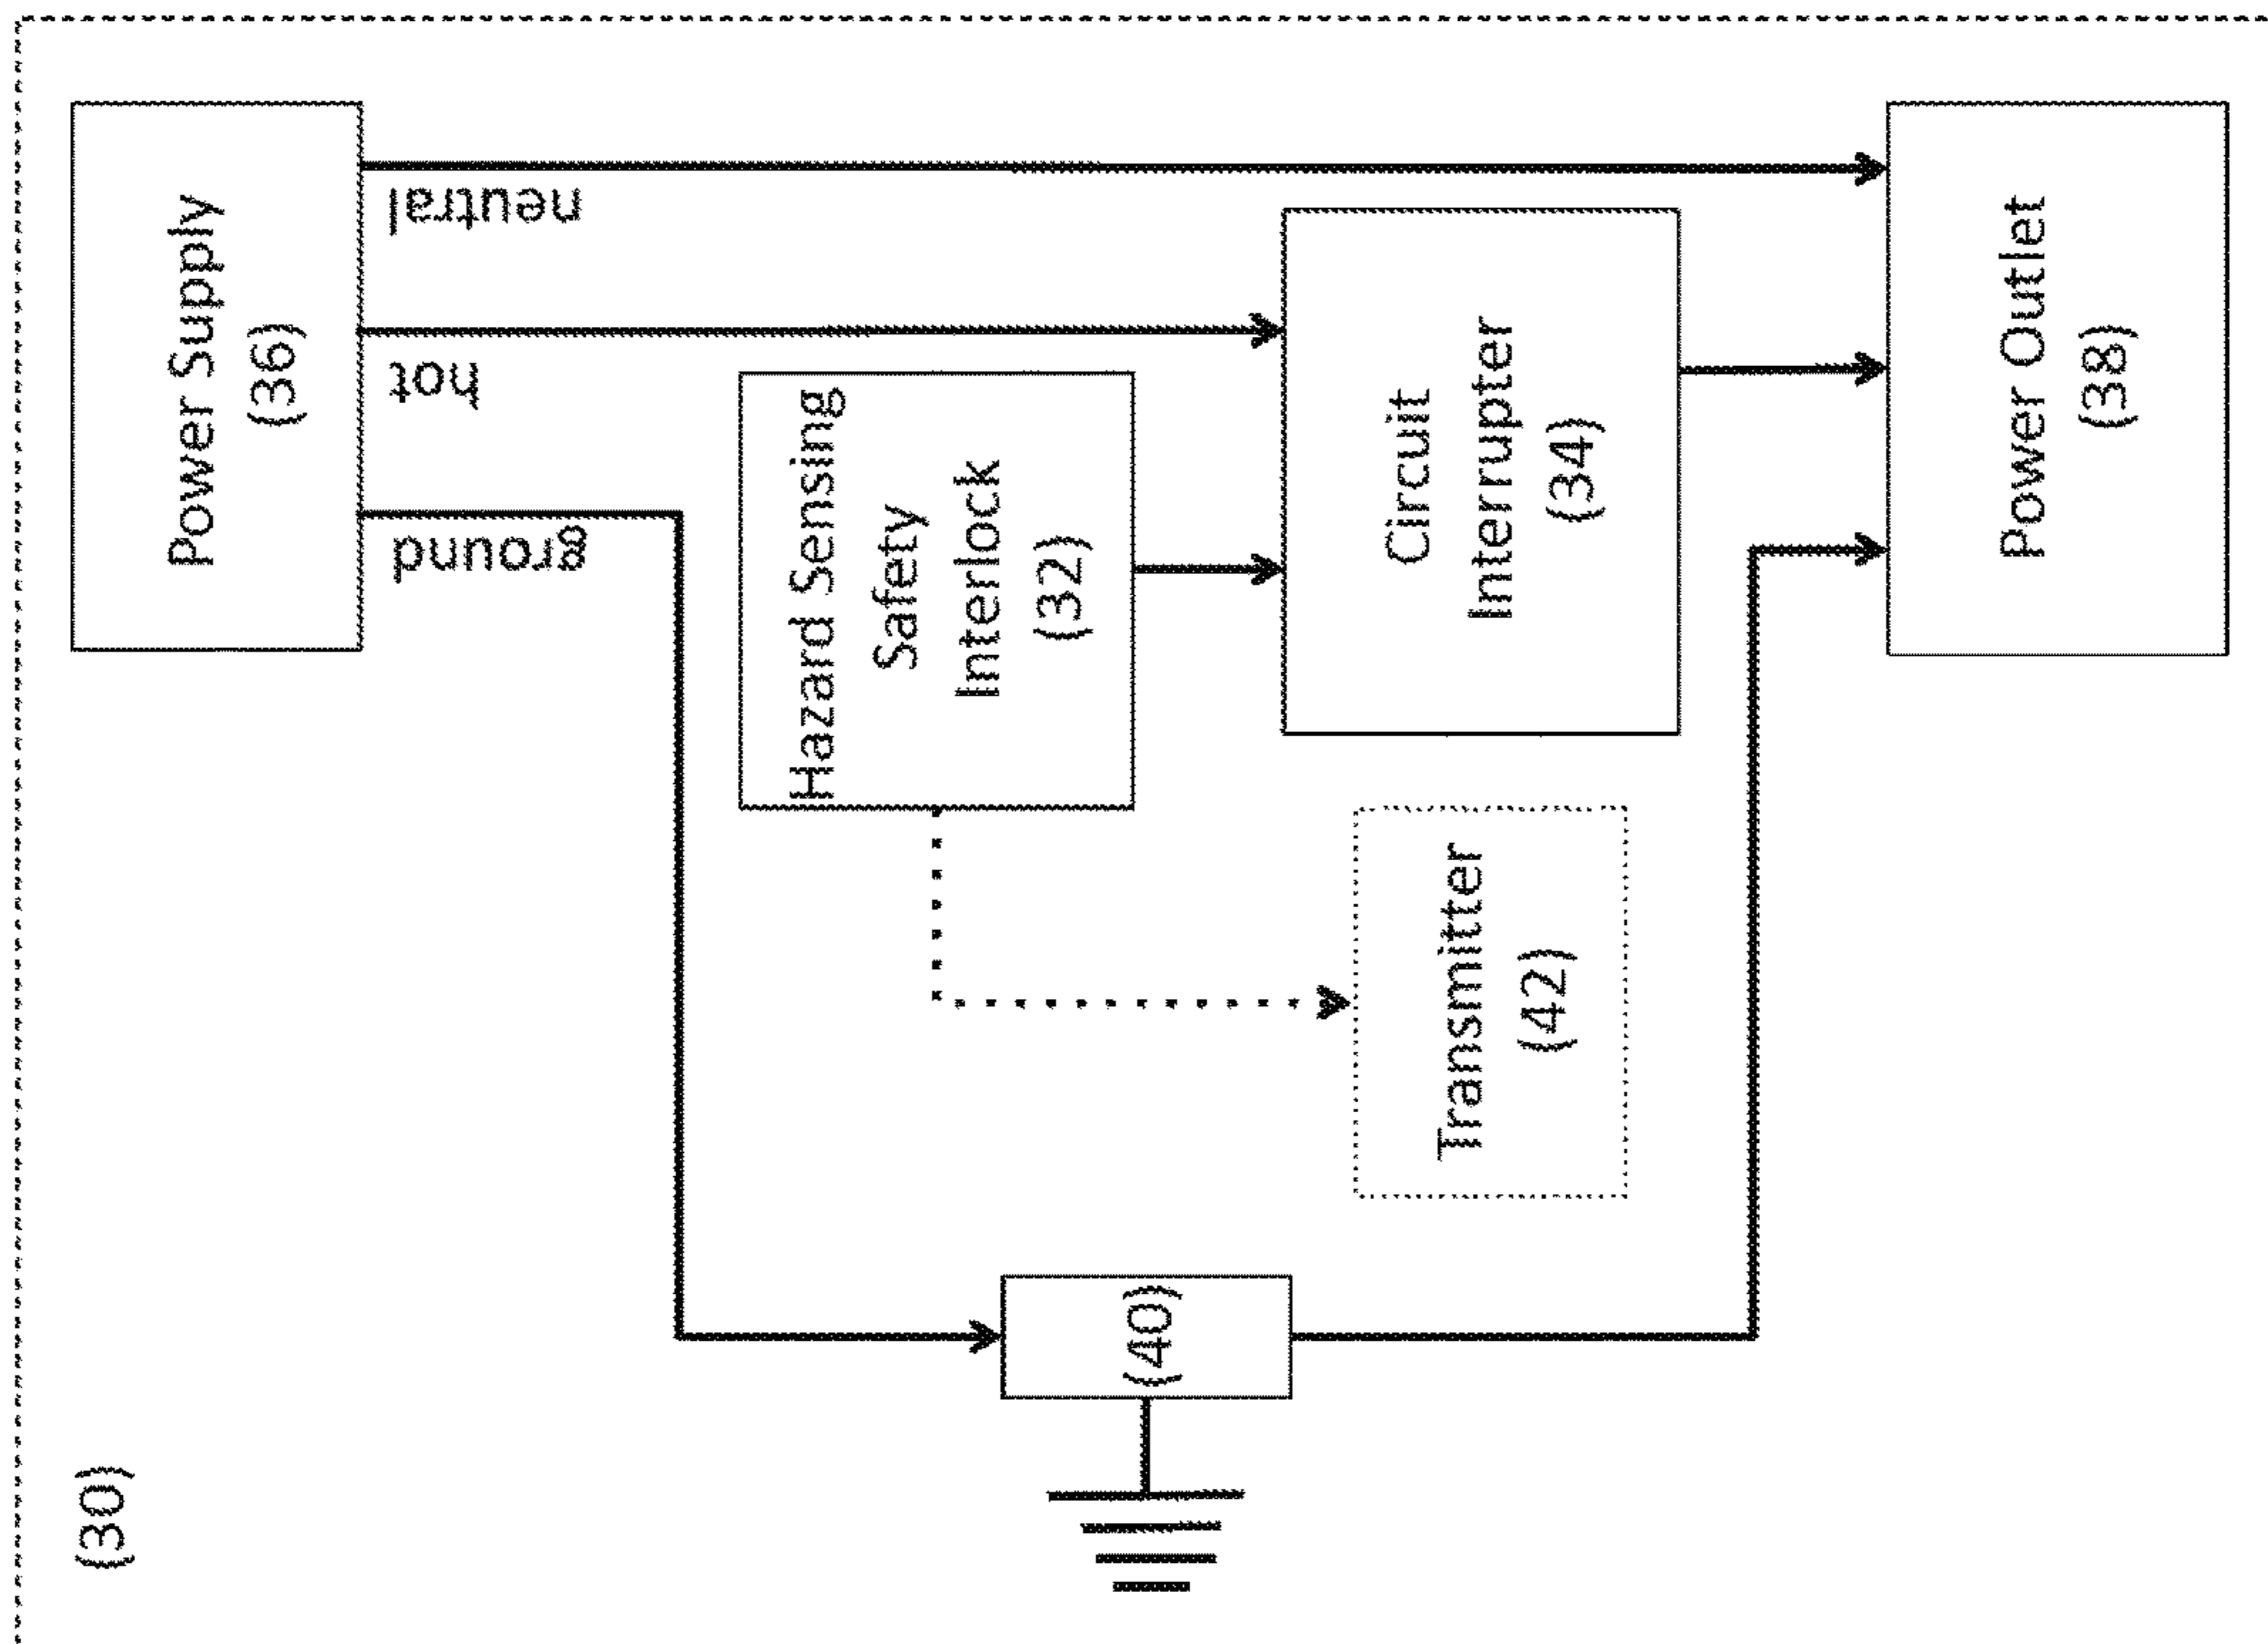 (30)
Power Supply
(36)
ground
hot
neutral
Hazard Sensing
Safety
Interlock
(32)
Circuit
Interrupter
(34)
Transmitter
(42)
(40)
Power Outlet
(38)